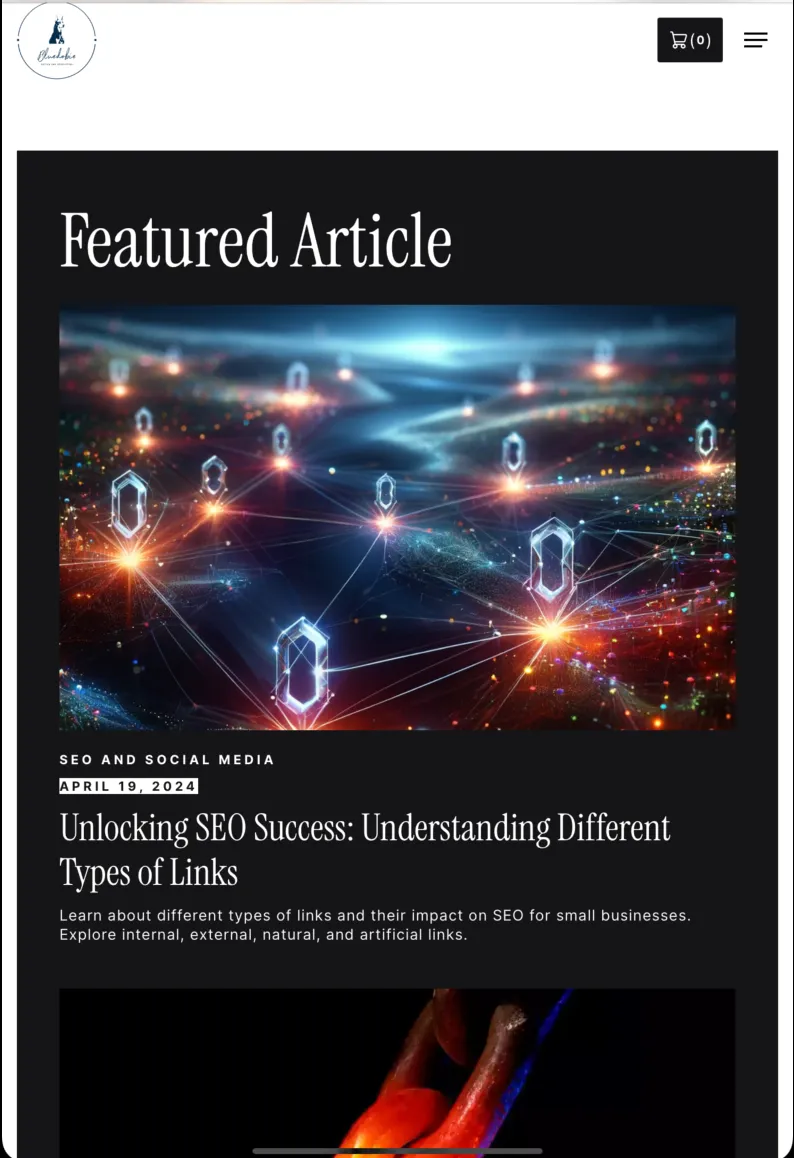 Bluedobie
(0)
Featured Article
SEO AND SOCIAL MEDIA
APRIL 19, 2024
Unlocking SEO Success: Understanding Different
Types of Links
Learn about different types of links and their impact on SEO for small businesses.
Explore internal, external, natural, and artificial links.